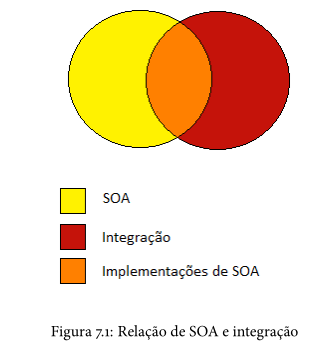 SOA
Integração
Implementações de SOA
Figura 7.1: Relação de SOA e integração